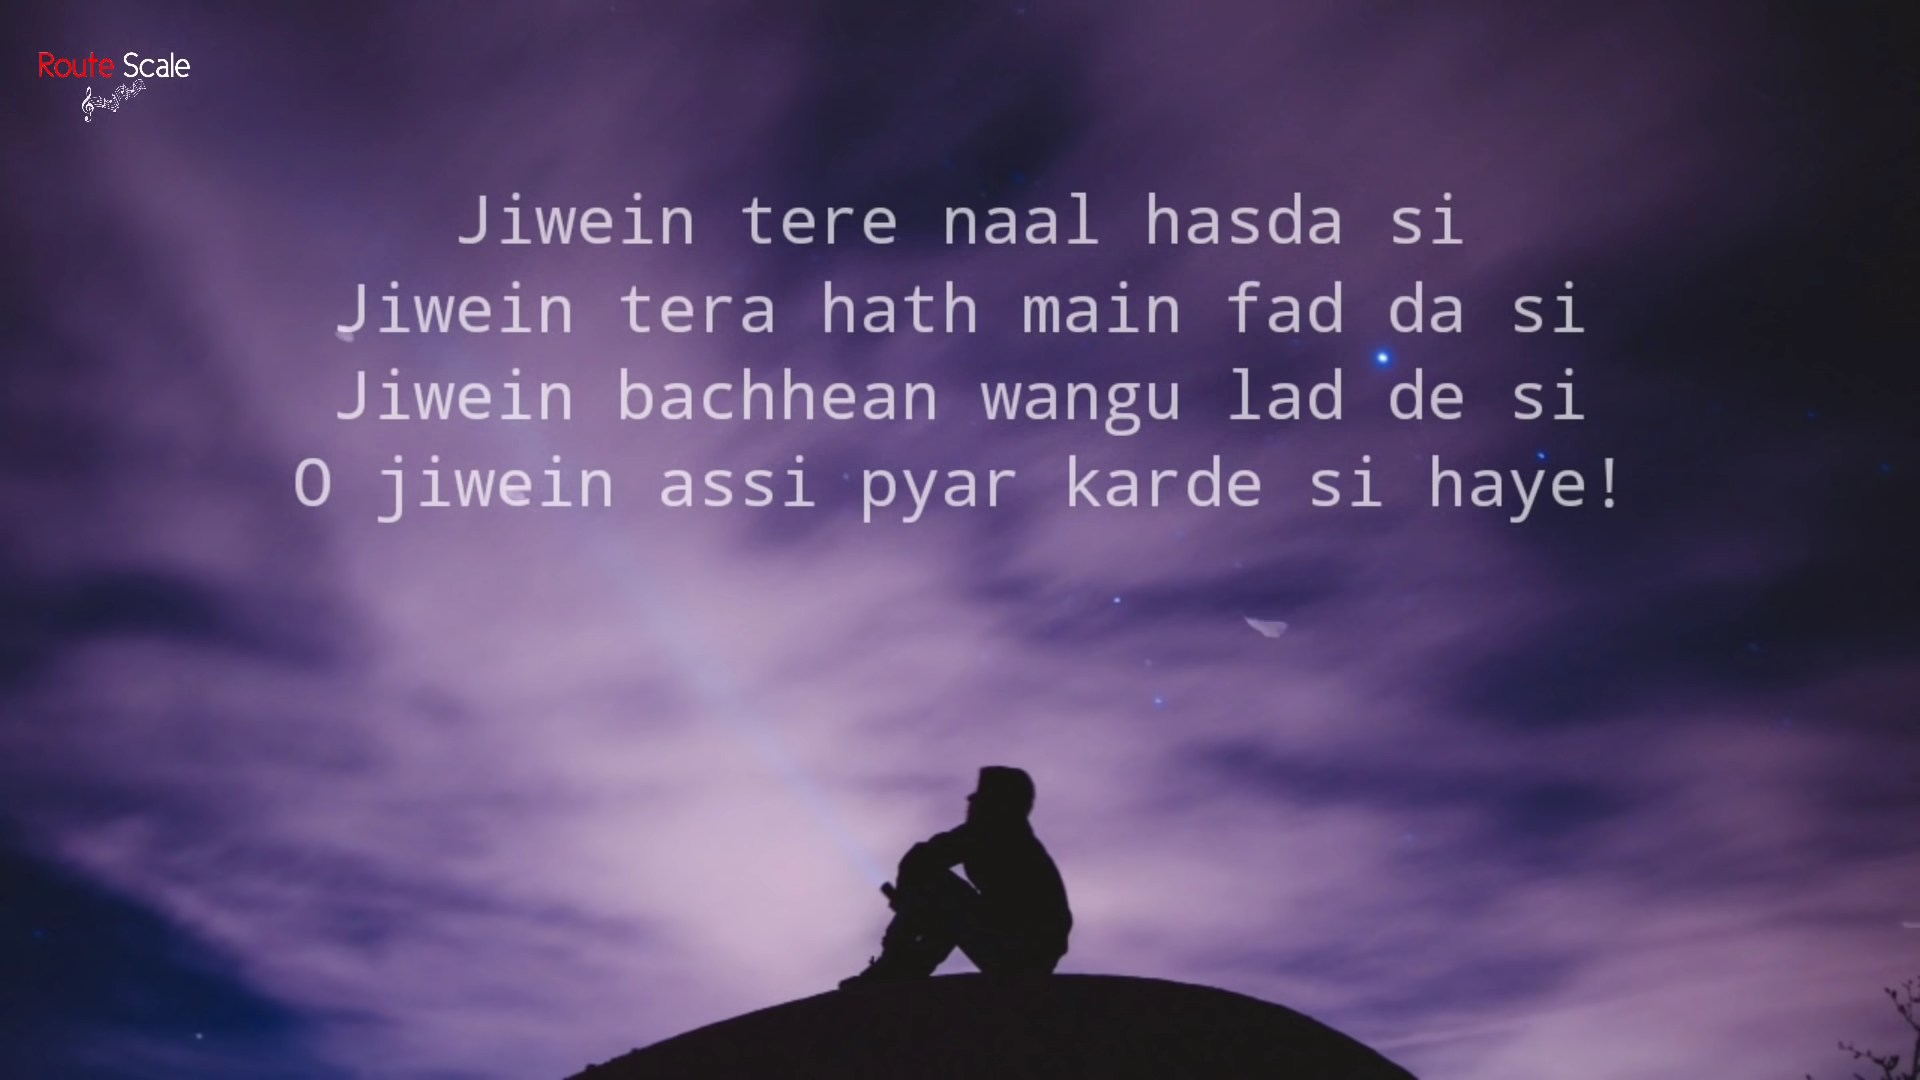 Route Scale
Jiwein tere naal hasda si
Jiwein tera hath main fad da si
Jiwein bachhean wangu lad de si
O jiwein assi pyar karde si haye!